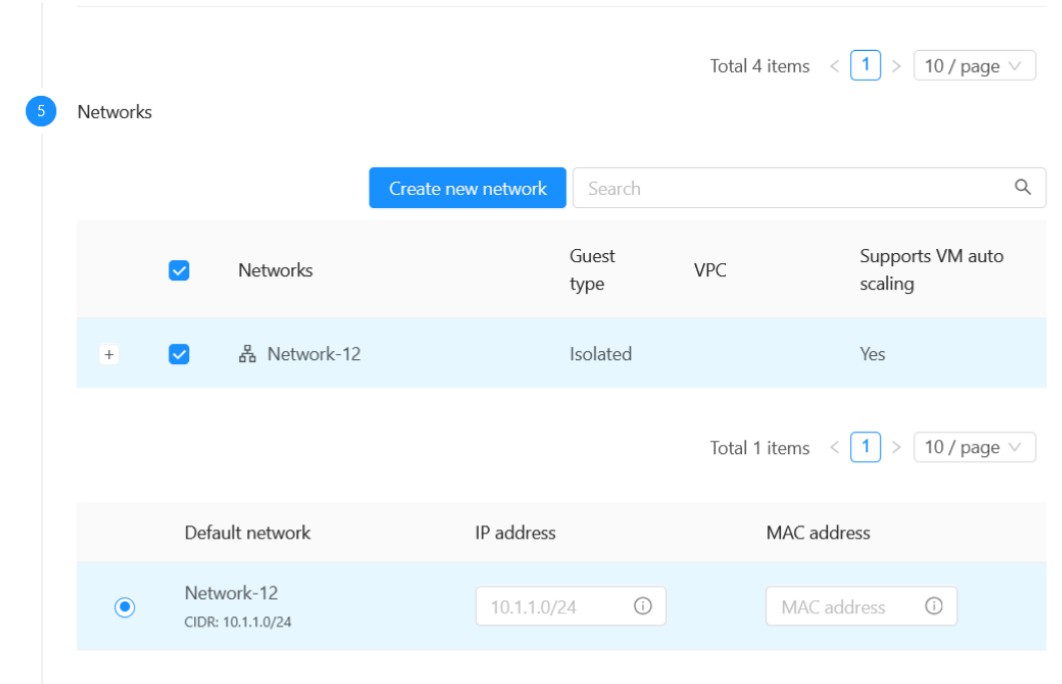 Total 4 items < 1 > 10 / page
5 Networks
Create new network Search
Networks Guest type VPC Supports VM auto scaling
+ Network-12 Isolated Yes
Total 1 items < 1 > 10 / page
Default network IP address MAC address
Network-12
CIDR: 10.1.1.0/24
10.1.1.0/24 MAC address